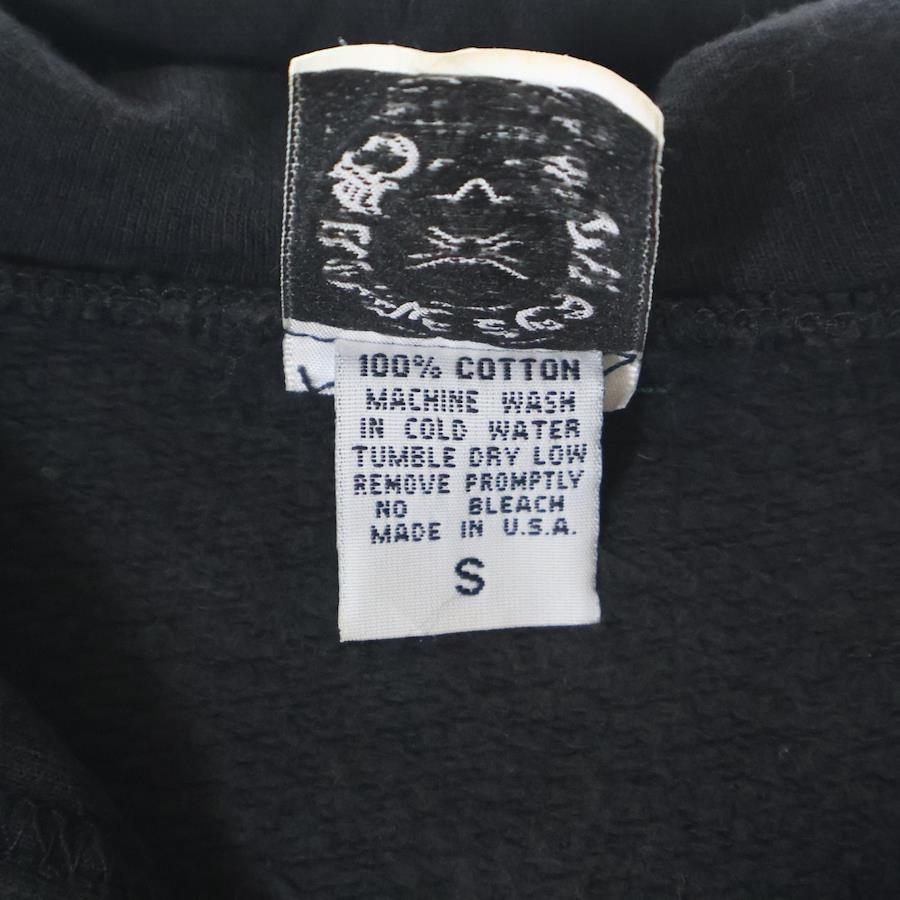 100% COTTON
MACHINE WASH
IN COLD WATER
TUMBLE DRY LOW
REMOVE PROMPTLY
NO BLEACH
MADE IN U.S.A.
S